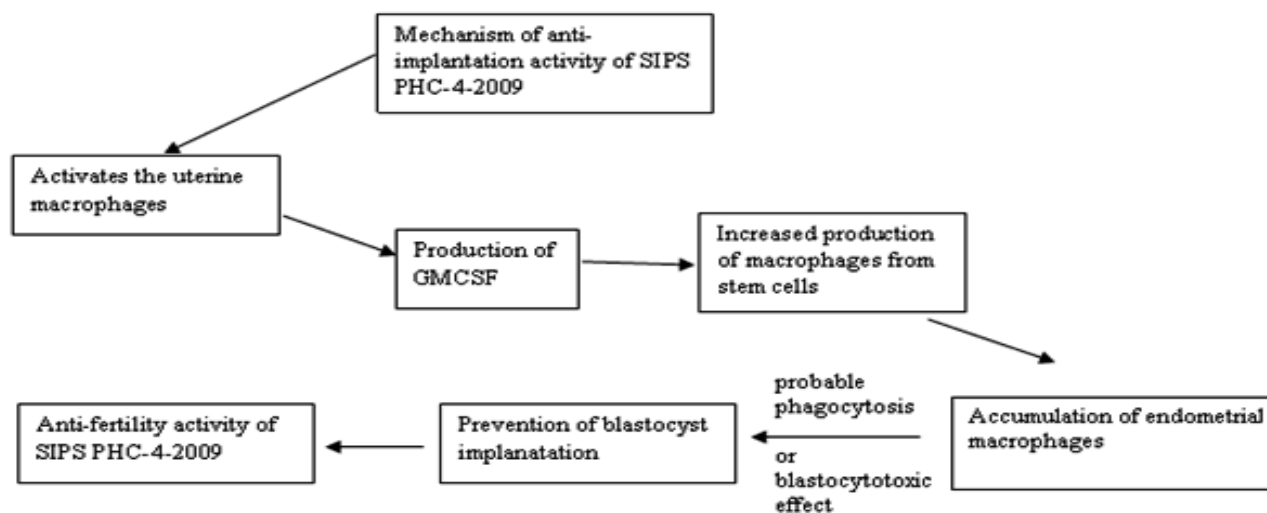 Mechanism of anti-
implantation activity of SIPS
PHC-4-2009
Activates the uterine
macrophages
Production of
GMCSF
Increased production
of macrophages from
stem cells
Accumulation of endometrial
macrophages
probable
phagocytosis
or
blastocytotoxic
effect
Prevention of blastocyst
implanatation
Anti-fertility activity of
SIPS PHC-4-2009